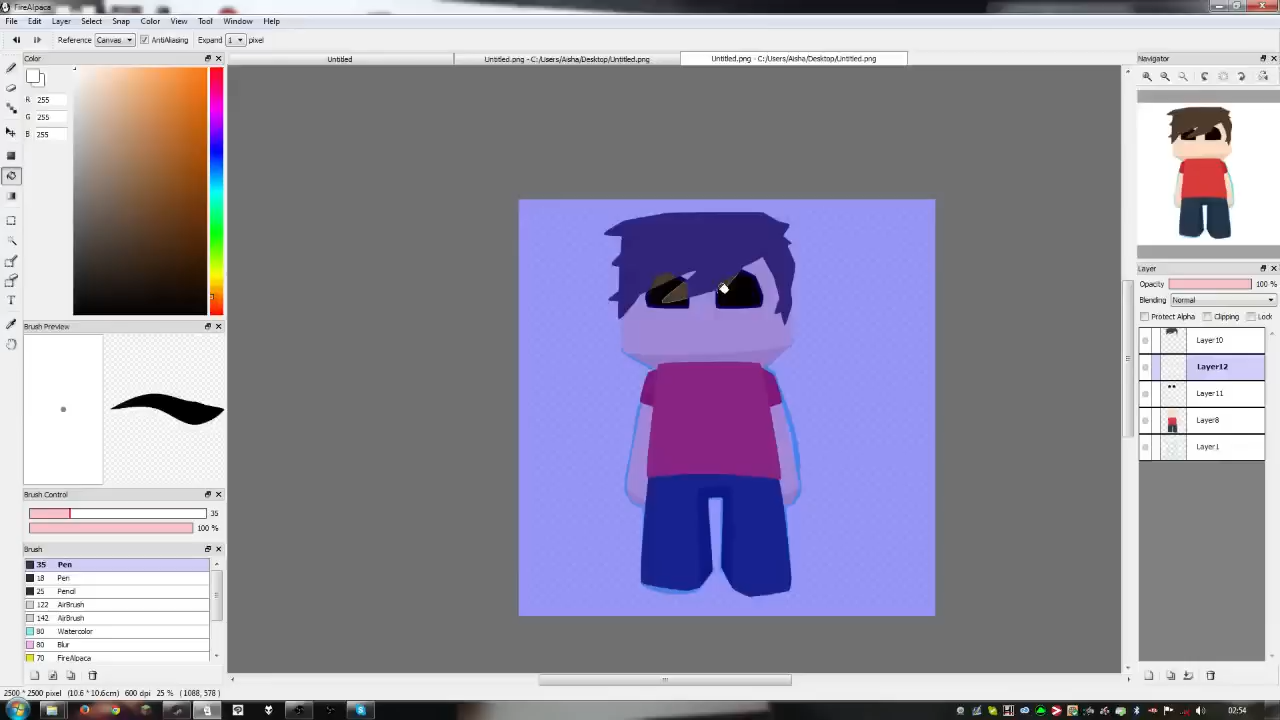 FireAlpaca
File Edit Layer Select Snap Color View Tool Window Help
Reference Canvas AntiAliasing Expand 1 pixel
Color
Untitled
Untitled.png - C:/Users/Aisha/Desktop/Untitled.png
Untitled.png - C:/Users/Aisha/Desktop/Untitled.png
Navigator
R 255
G 255
B 255
Layer
Opacity 100 %
Blending Normal
Protect Alpha Clipping Lock
Layer10
Layer12
Layer11
Layer8
Layer1
Brush Preview
Brush Control
35
100 %
Brush
35 Pen
18 Pen
25 Pencil
122 AirBrush
142 AirBrush
80 Watercolor
80 Blur
70 FireAlpaca
2500 * 2500 pixel (10.6 * 10.6cm) 600 dpi 25 % (1088, 578)
02:54